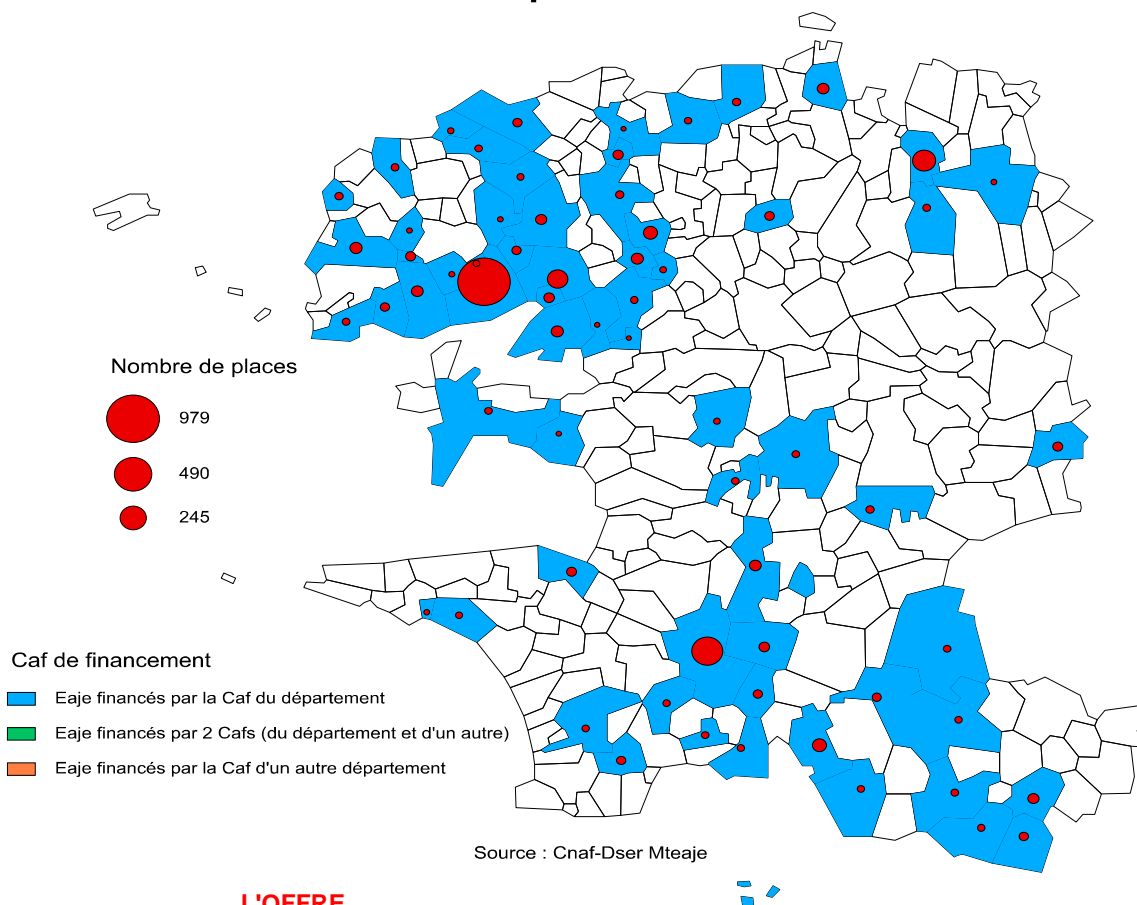 Nombre de places
979
490
245
Caf de financement
Eaje financés par la Caf du département
Eaje financés par 2 Cafs (du département et d'un autre)
Eaje financés par la Caf d'un autre département
Source : Cnaf-Dser Mteaje
L'OFFRE